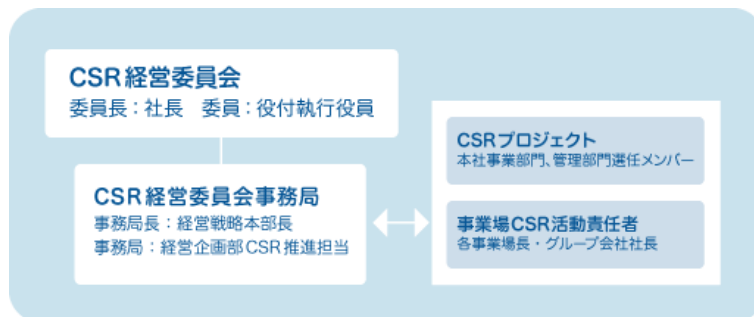 CSR経営委員会
委員長：社長　委員：役付執行役員
CSR経営委員会事務局
事務局長：経営戦略本部長
事務局：経営企画部CSR推進担当
CSRプロジェクト
本社事業部門、管理部門選任メンバー
事業場CSR活動責任者
各事業場長・グループ会社社長